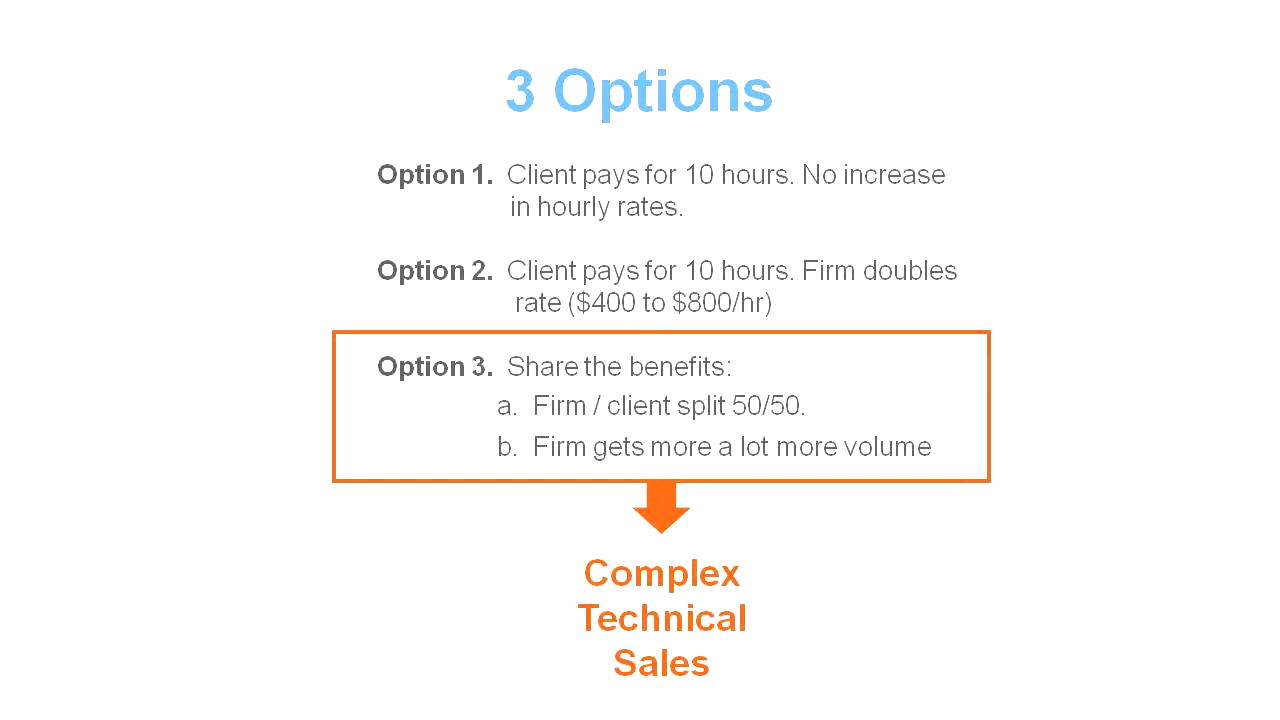 3 Options
Option 1. Client pays for 10 hours. No increase
in hourly rates.
Option 2. Client pays for 10 hours. Firm doubles
rate ($400 to $800/hr)
Option 3. Share the benefits:
a. Firm / client split 50/50.
b. Firm gets more a lot more volume
Complex
Technical
Sales